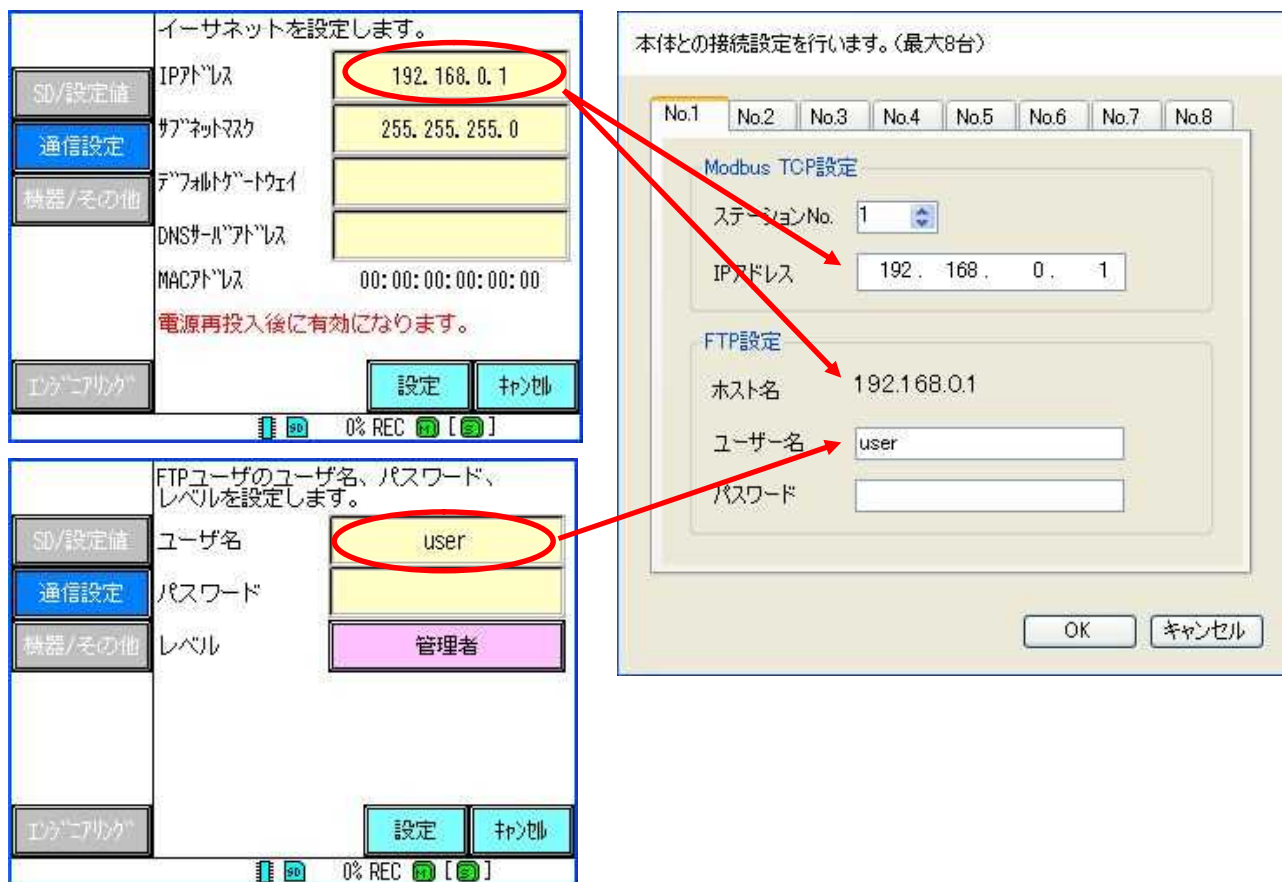 イーサネットを設定します。
SD/設定値
通信設定
機器/その他
エンジニアリング
IPアドレス
192.168.0.1
サブネットマスク
255.255.255.0
デフォルトゲートウェイ
DNSサーバアドレス
MACアドレス
00:00:00:00:00:00
電源再投入後に有効になります。
設定
キャンセル
SD
0% REC M [S]
FTPユーザのユーザ名、パスワード、
レベルを設定します。
SD/設定値
通信設定
機器/その他
エンジニアリング
ユーザ名
user
パスワード
レベル
管理者
設定
キャンセル
SD
0% REC M [S]
本体との接続設定を行います。(最大8台)
No.1 No.2 No.3 No.4 No.5 No.6 No.7 No.8
Modbus TCP設定
ステーションNo. 1
IPアドレス 192. 168. 0. 1
FTP設定
ホスト名 192.168.0.1
ユーザー名 user
パスワード
OK キャンセル